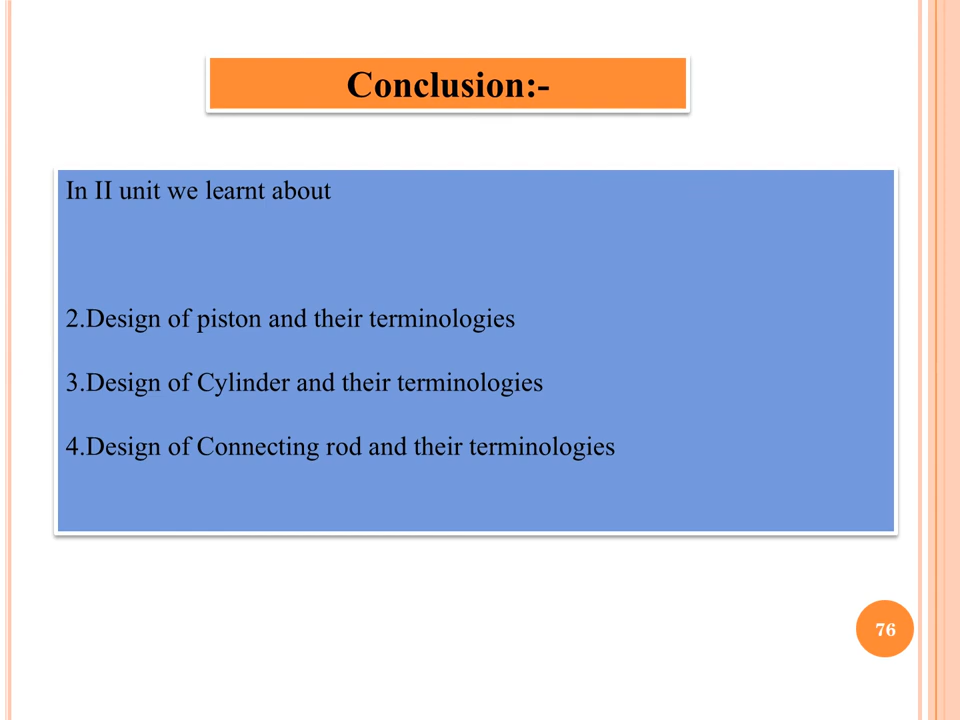 Conclusion:-
In II unit we learnt about
2.Design of piston and their terminologies
3.Design of Cylinder and their terminologies
4.Design of Connecting rod and their terminologies
76